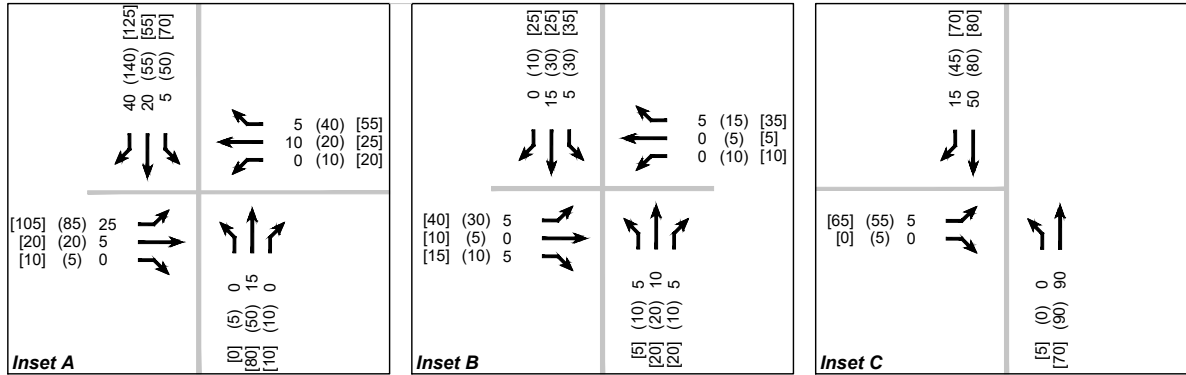 40 (140) [125]
20 (55) [55]
5 (50) [70]
5 (40) [55]
10 (20) [25]
0 (10) [20]
[105] (85) 25
[20] (20) 5
[10] (5) 0
[0] (5) 0
[80] (50) 15
[10] (10) 0
Inset A
0 (10) [25]
15 (30) [25]
5 (30) [35]
5 (15) [35]
0 (5) [5]
0 (10) [10]
[40] (30) 5
[10] (5) 0
[15] (10) 5
[5] (10) 5
[20] (20) 10
[20] (10) 5
Inset B
15 (45) [70]
50 (80) [80]
[65] (55) 5
[0] (5) 0
[5] (0) 0
[70] (90) 90
Inset C